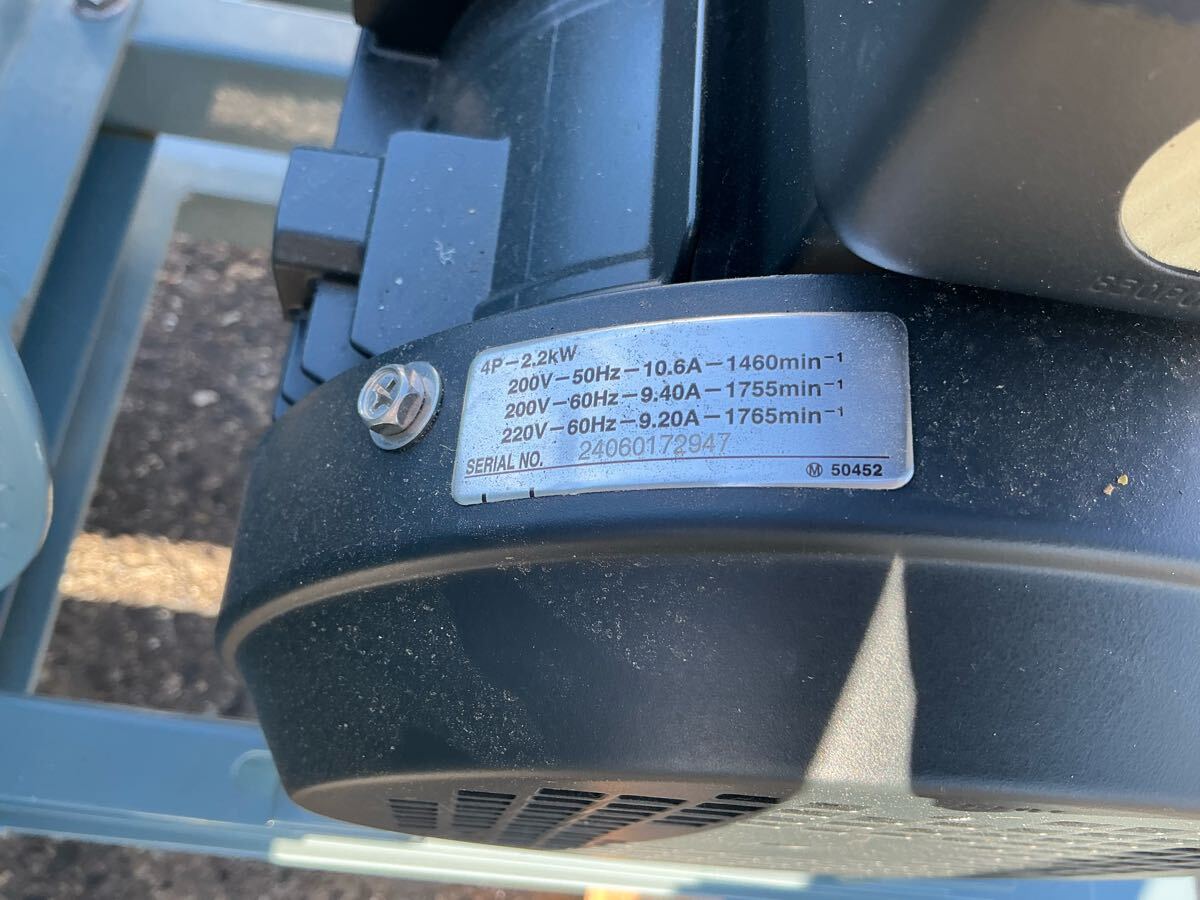 4P-2.2kW
200V-50Hz-10.6A-1460min⁻¹
200V-60Hz-9.40A-1755min⁻¹
220V-60Hz-9.20A-1765min⁻¹
SERIAL NO. 24060172947
Ⓜ 50452